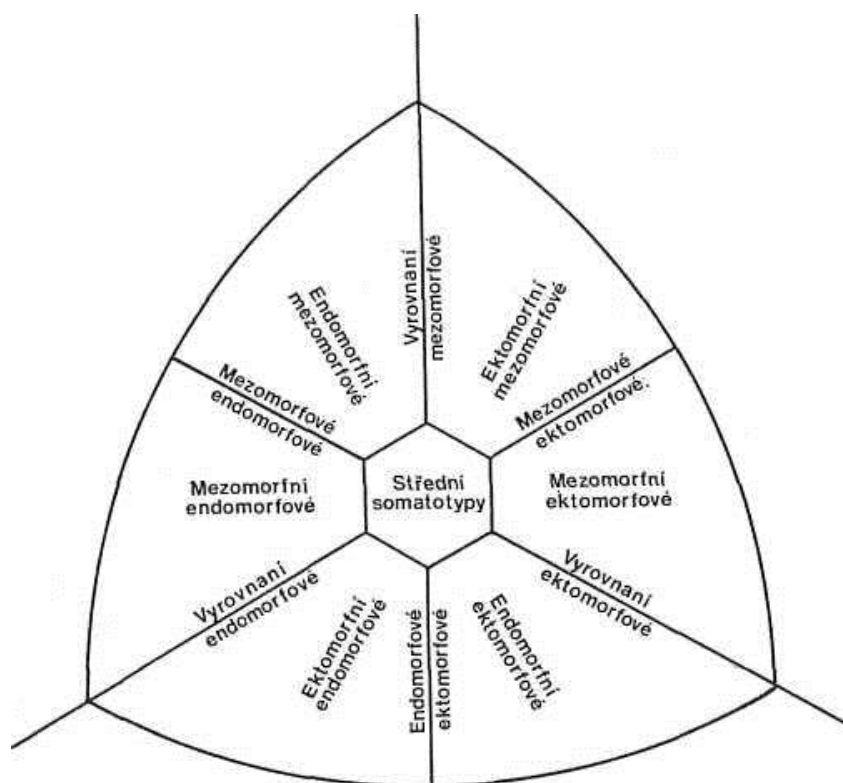 Vyrovnaní
mezomorfové
Endomorfní
mezomorfové
Ektomorfní
mezomorfové
Mezomorfové
endomorfové
Mezomorfové
ektomorfové.
Mezomorfní
endomorfové
Střední
somatotypy
Mezomorfní
ektomorfové
Vyrovnaní
endomorfové
Vyrovnaní
ektomorfové
Ektomorfní
endomorfové
Endomorfové
ektomorfové
Endomorfní
ektomorfové